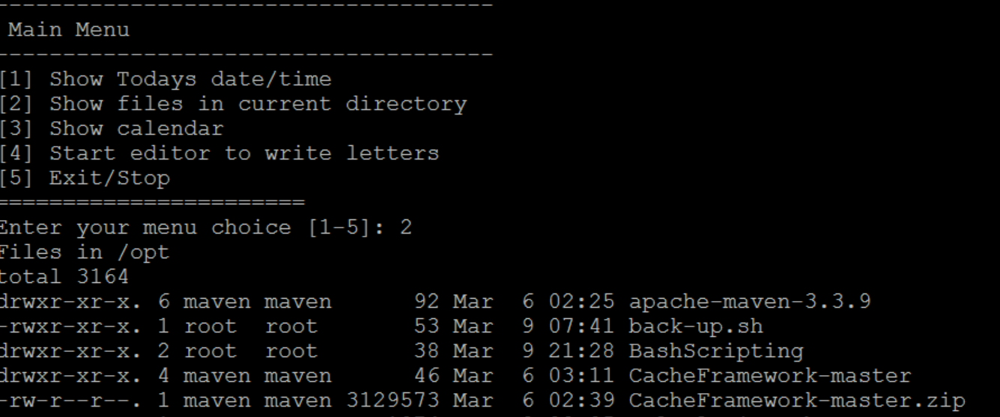 ------------------------------------
Main Menu
------------------------------------
[1] Show Todays date/time
[2] Show files in current directory
[3] Show calendar
[4] Start editor to write letters
[5] Exit/Stop
=======================
Enter your menu choice [1-5]: 2
Files in /opt
total 3164
drwxr-xr-x. 6 maven maven      92 Mar  6 02:25 apache-maven-3.3.9
-rwxr-xr-x. 1 root  root       53 Mar  9 07:41 back-up.sh
drwxr-xr-x. 2 root  root       38 Mar  9 21:28 BashScripting
drwxr-xr-x. 4 maven maven      46 Mar  6 03:11 CacheFramework-master
-rw-r--r--. 1 maven maven 3129573 Mar  6 02:39 CacheFramework-master.zip